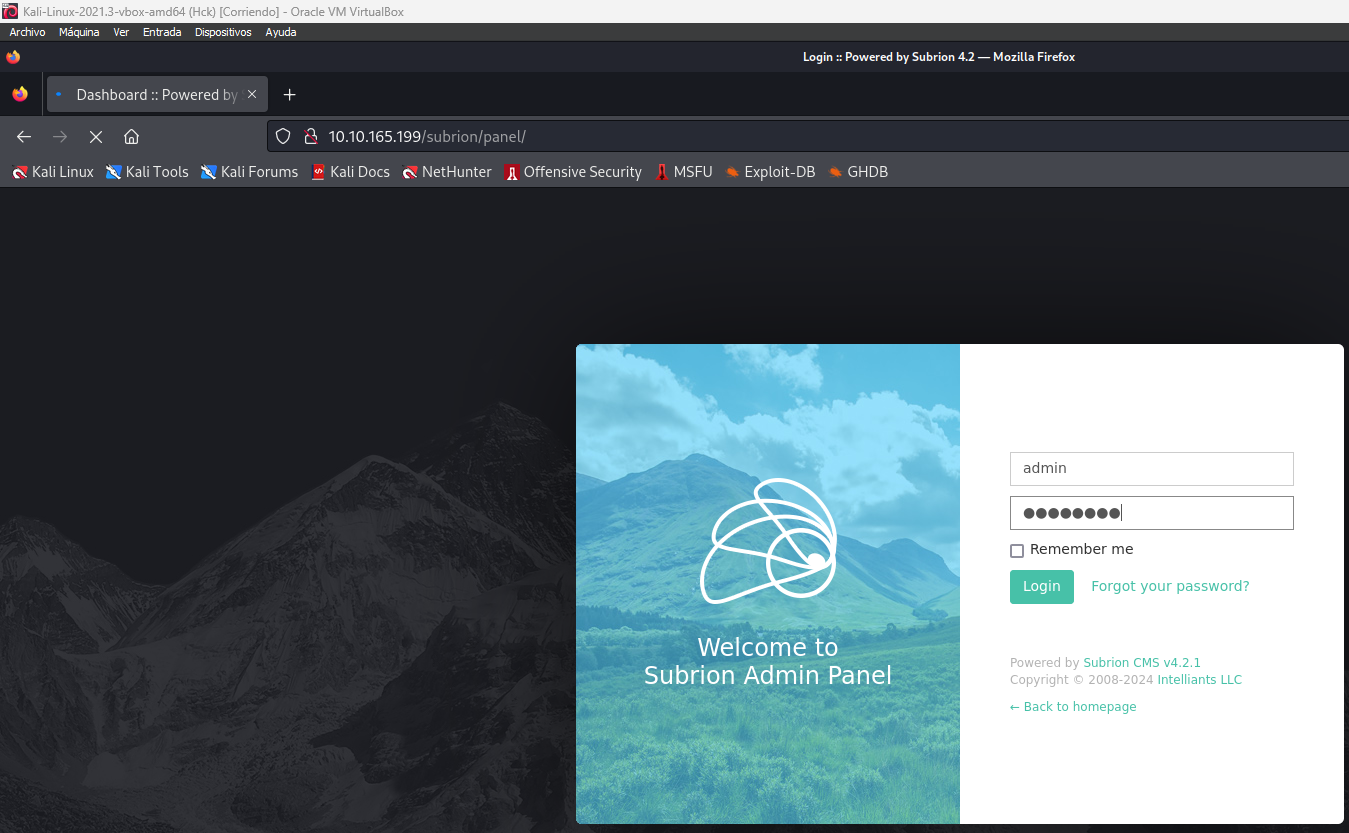 Kali-Linux-2021.3-vbox-amd64 (Hck) [Corriendo] - Oracle VM VirtualBox
Archivo Máquina Ver Entrada Dispositivos Ayuda
Login :: Powered by Subrion 4.2 — Mozilla Firefox
Dashboard :: Powered by
10.10.165.199/subrion/panel/
Kali Linux Kali Tools Kali Forums Kali Docs NetHunter Offensive Security MSFU Exploit-DB GHDB
admin
Remember me
Login Forgot your password?
Welcome to
Subrion Admin Panel
Powered by Subrion CMS v4.2.1
Copyright © 2008-2024 Intelliants LLC
← Back to homepage